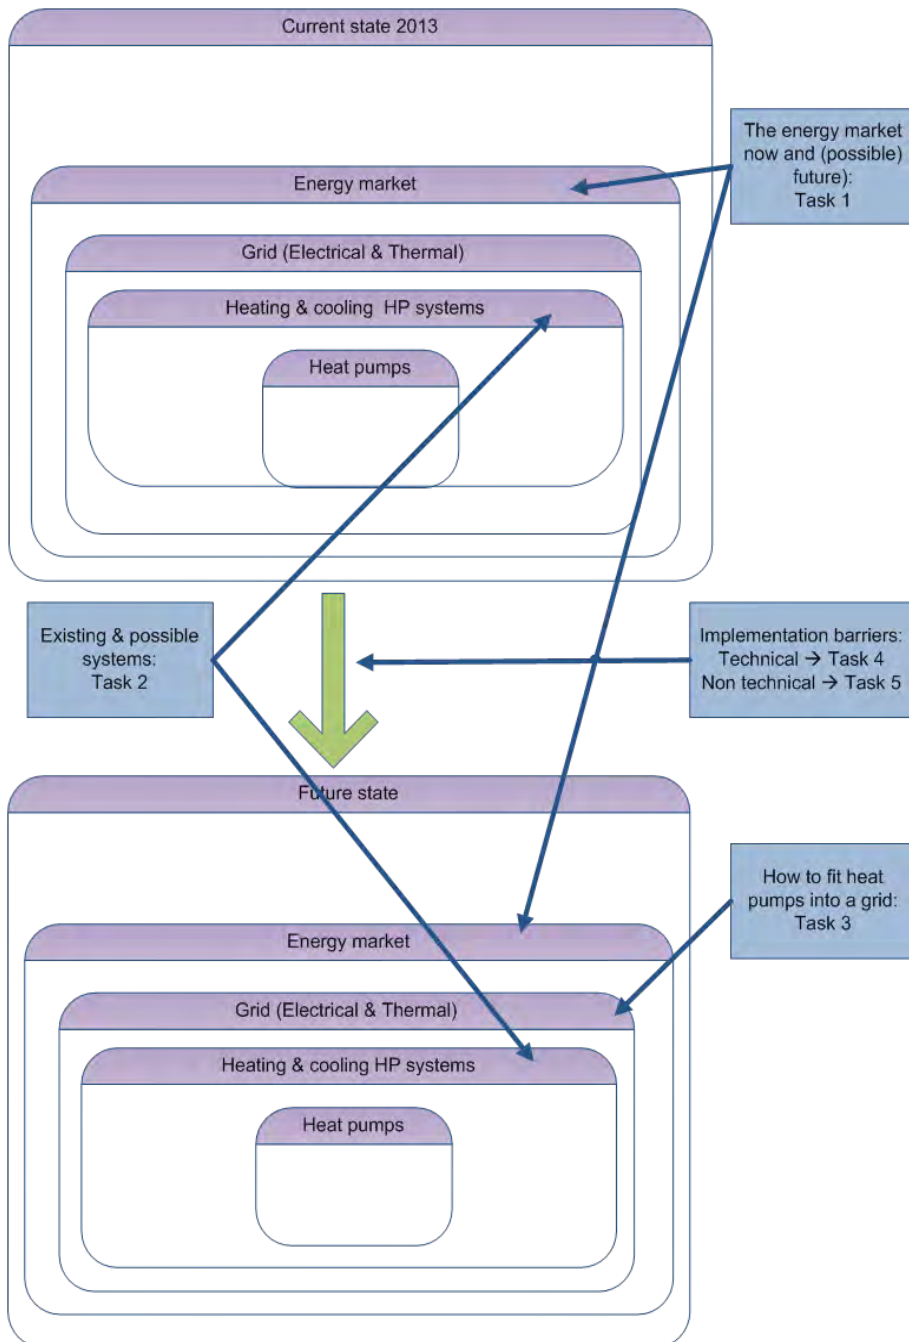 Current state 2013
The energy market
now and (possible)
future):
Task 1
Energy market
Grid (Electrical & Thermal)
Heating & cooling HP systems
Heat pumps
Existing & possible
systems:
Task 2
Implementation barriers:
Technical → Task 4
Non technical → Task 5
Future state
How to fit heat
pumps into a grid:
Task 3
Energy market
Grid (Electrical & Thermal)
Heating & cooling HP systems
Heat pumps